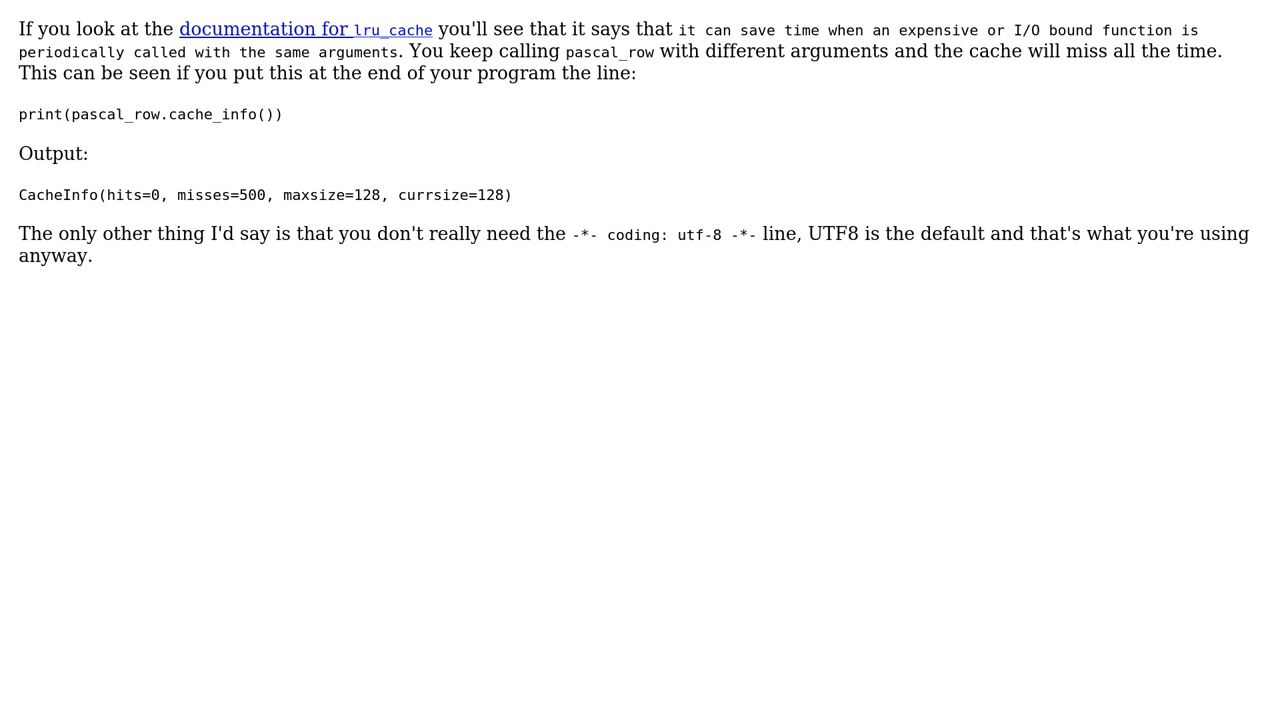 If you look at the documentation for lru_cache you'll see that it says that it can save time when an expensive or I/O bound function is
periodically called with the same arguments. You keep calling pascal_row with different arguments and the cache will miss all the time.
This can be seen if you put this at the end of your program the line:
print(pascal_row.cache_info())
Output:
CacheInfo(hits=0, misses=500, maxsize=128, currsize=128)
The only other thing I'd say is that you don't really need the -*- coding: utf-8 -*- line, UTF8 is the default and that's what you're using
anyway.